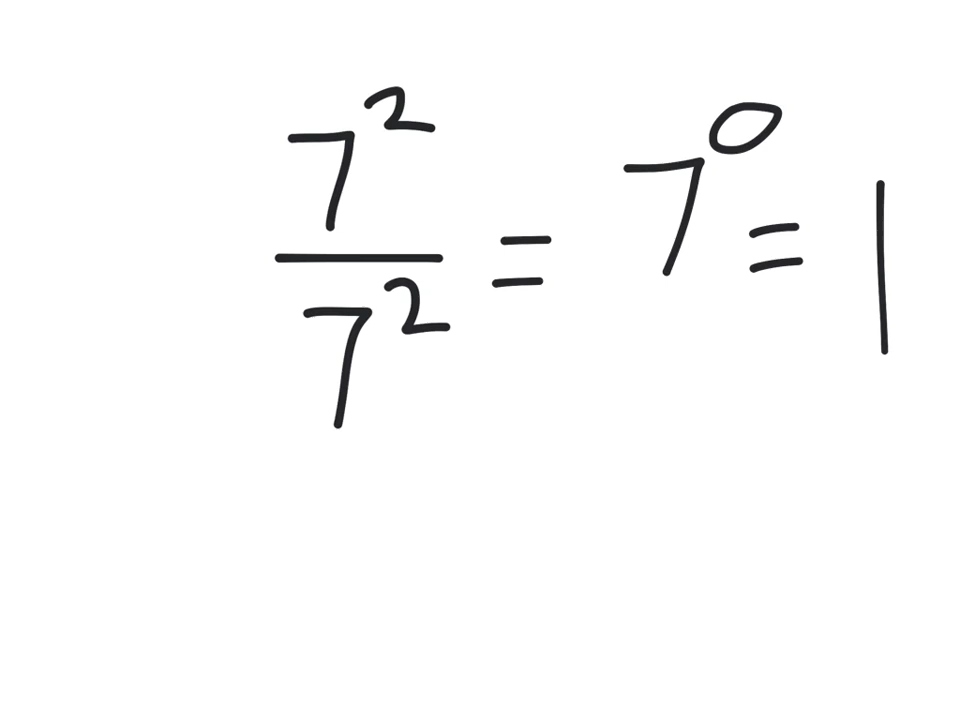 7²/7² = 7⁰ = 1